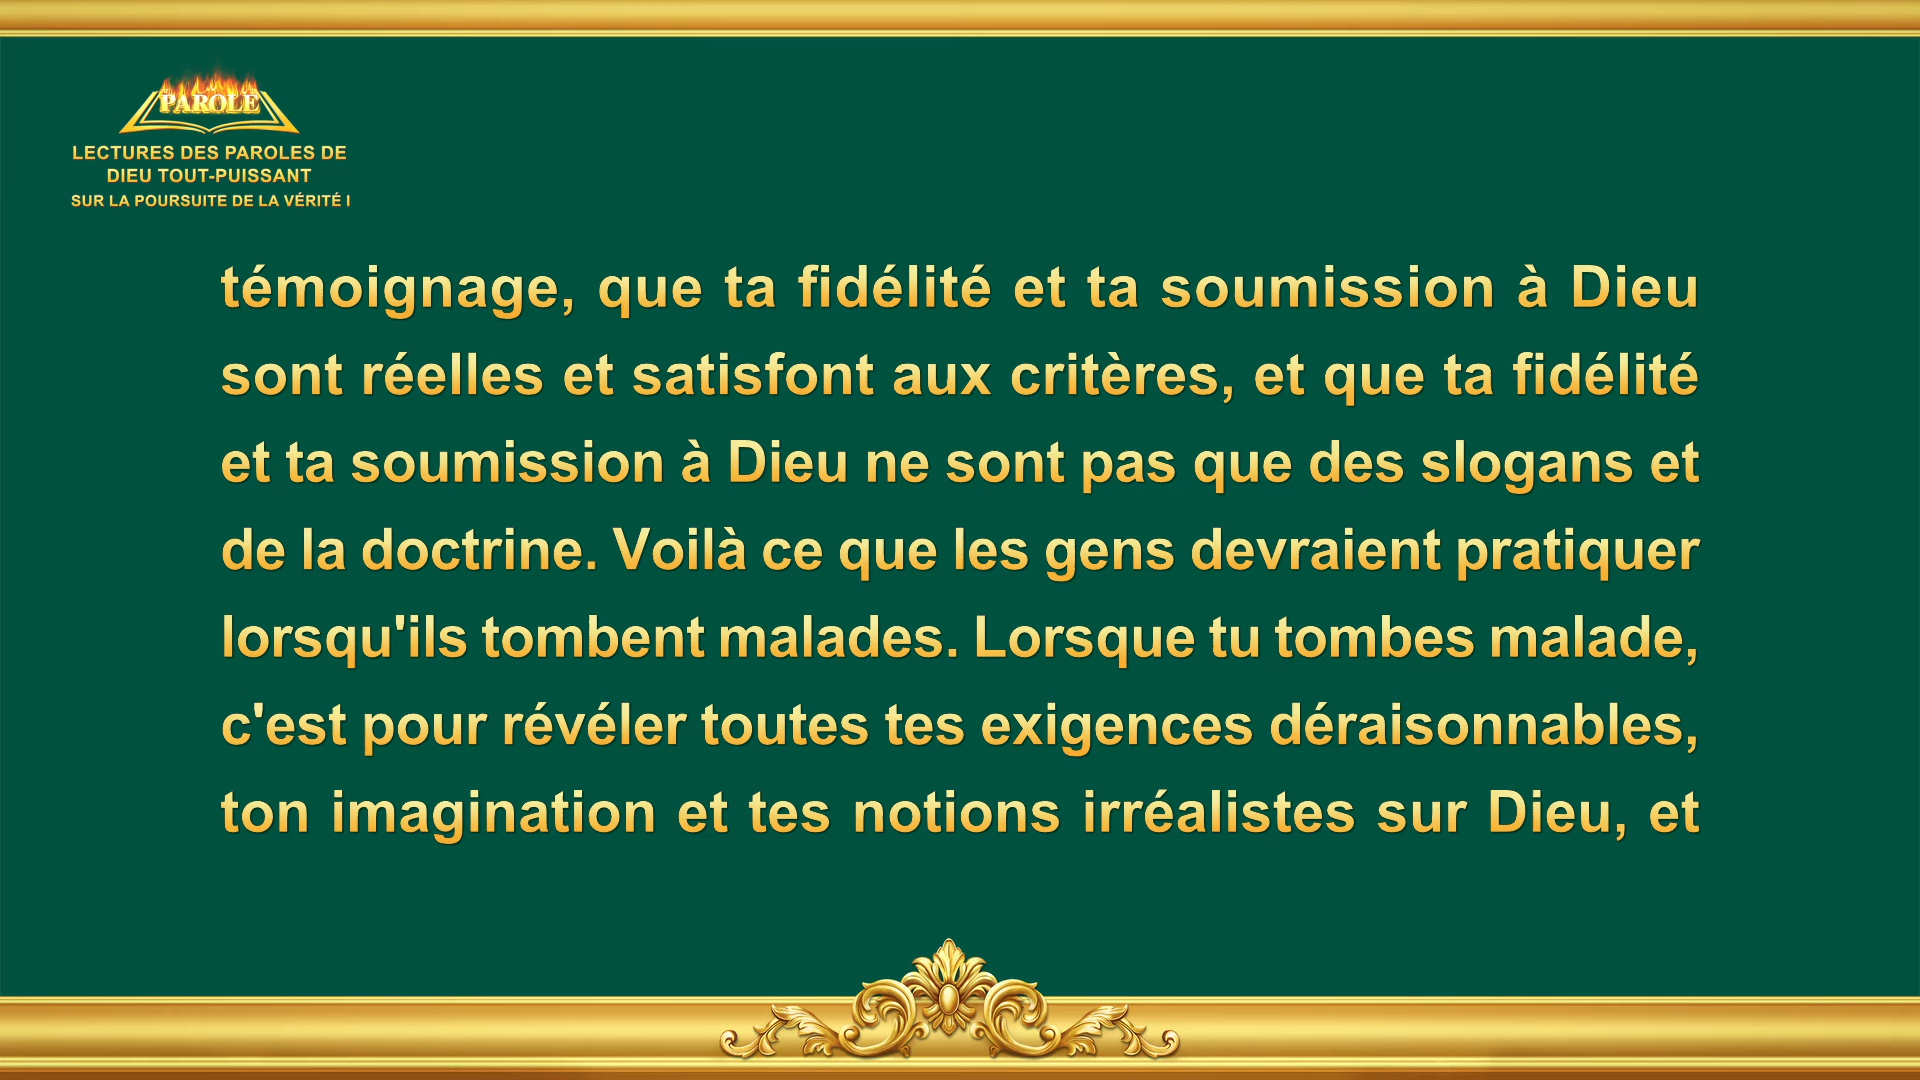 PAROLE
LECTURES DES PAROLES DE
DIEU TOUT-PUISSANT
SUR LA POURSUITE DE LA VÉRITÉ I
témoignage, que ta fidélité et ta soumission à Dieu
sont réelles et satisfont aux critères, et que ta fidélité
et ta soumission à Dieu ne sont pas que des slogans et
de la doctrine. Voilà ce que les gens devraient pratiquer
lorsqu'ils tombent malades. Lorsque tu tombes malade,
c'est pour révéler toutes tes exigences déraisonnables,
ton imagination et tes notions irréalistes sur Dieu, et